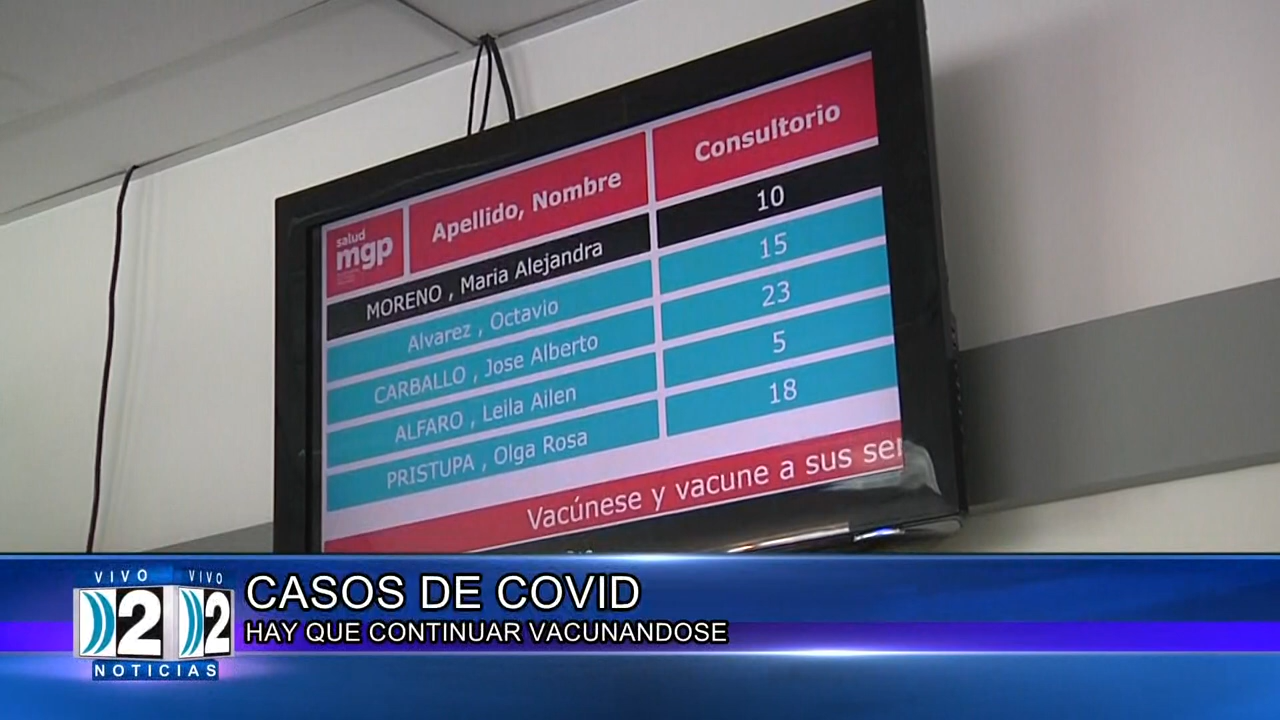 salud
mgp
Apellido, Nombre
Consultorio
MORENO , Maria Alejandra
10
Alvarez , Octavio
15
CARBALLO , Jose Alberto
23
ALFARO , Leila Ailen
5
PRISTUPA , Olga Rosa
18
Vacúnese y vacune a sus ser
VIVO VIVO
2 2
NOTICIAS
CASOS DE COVID
HAY QUE CONTINUAR VACUNANDOSE